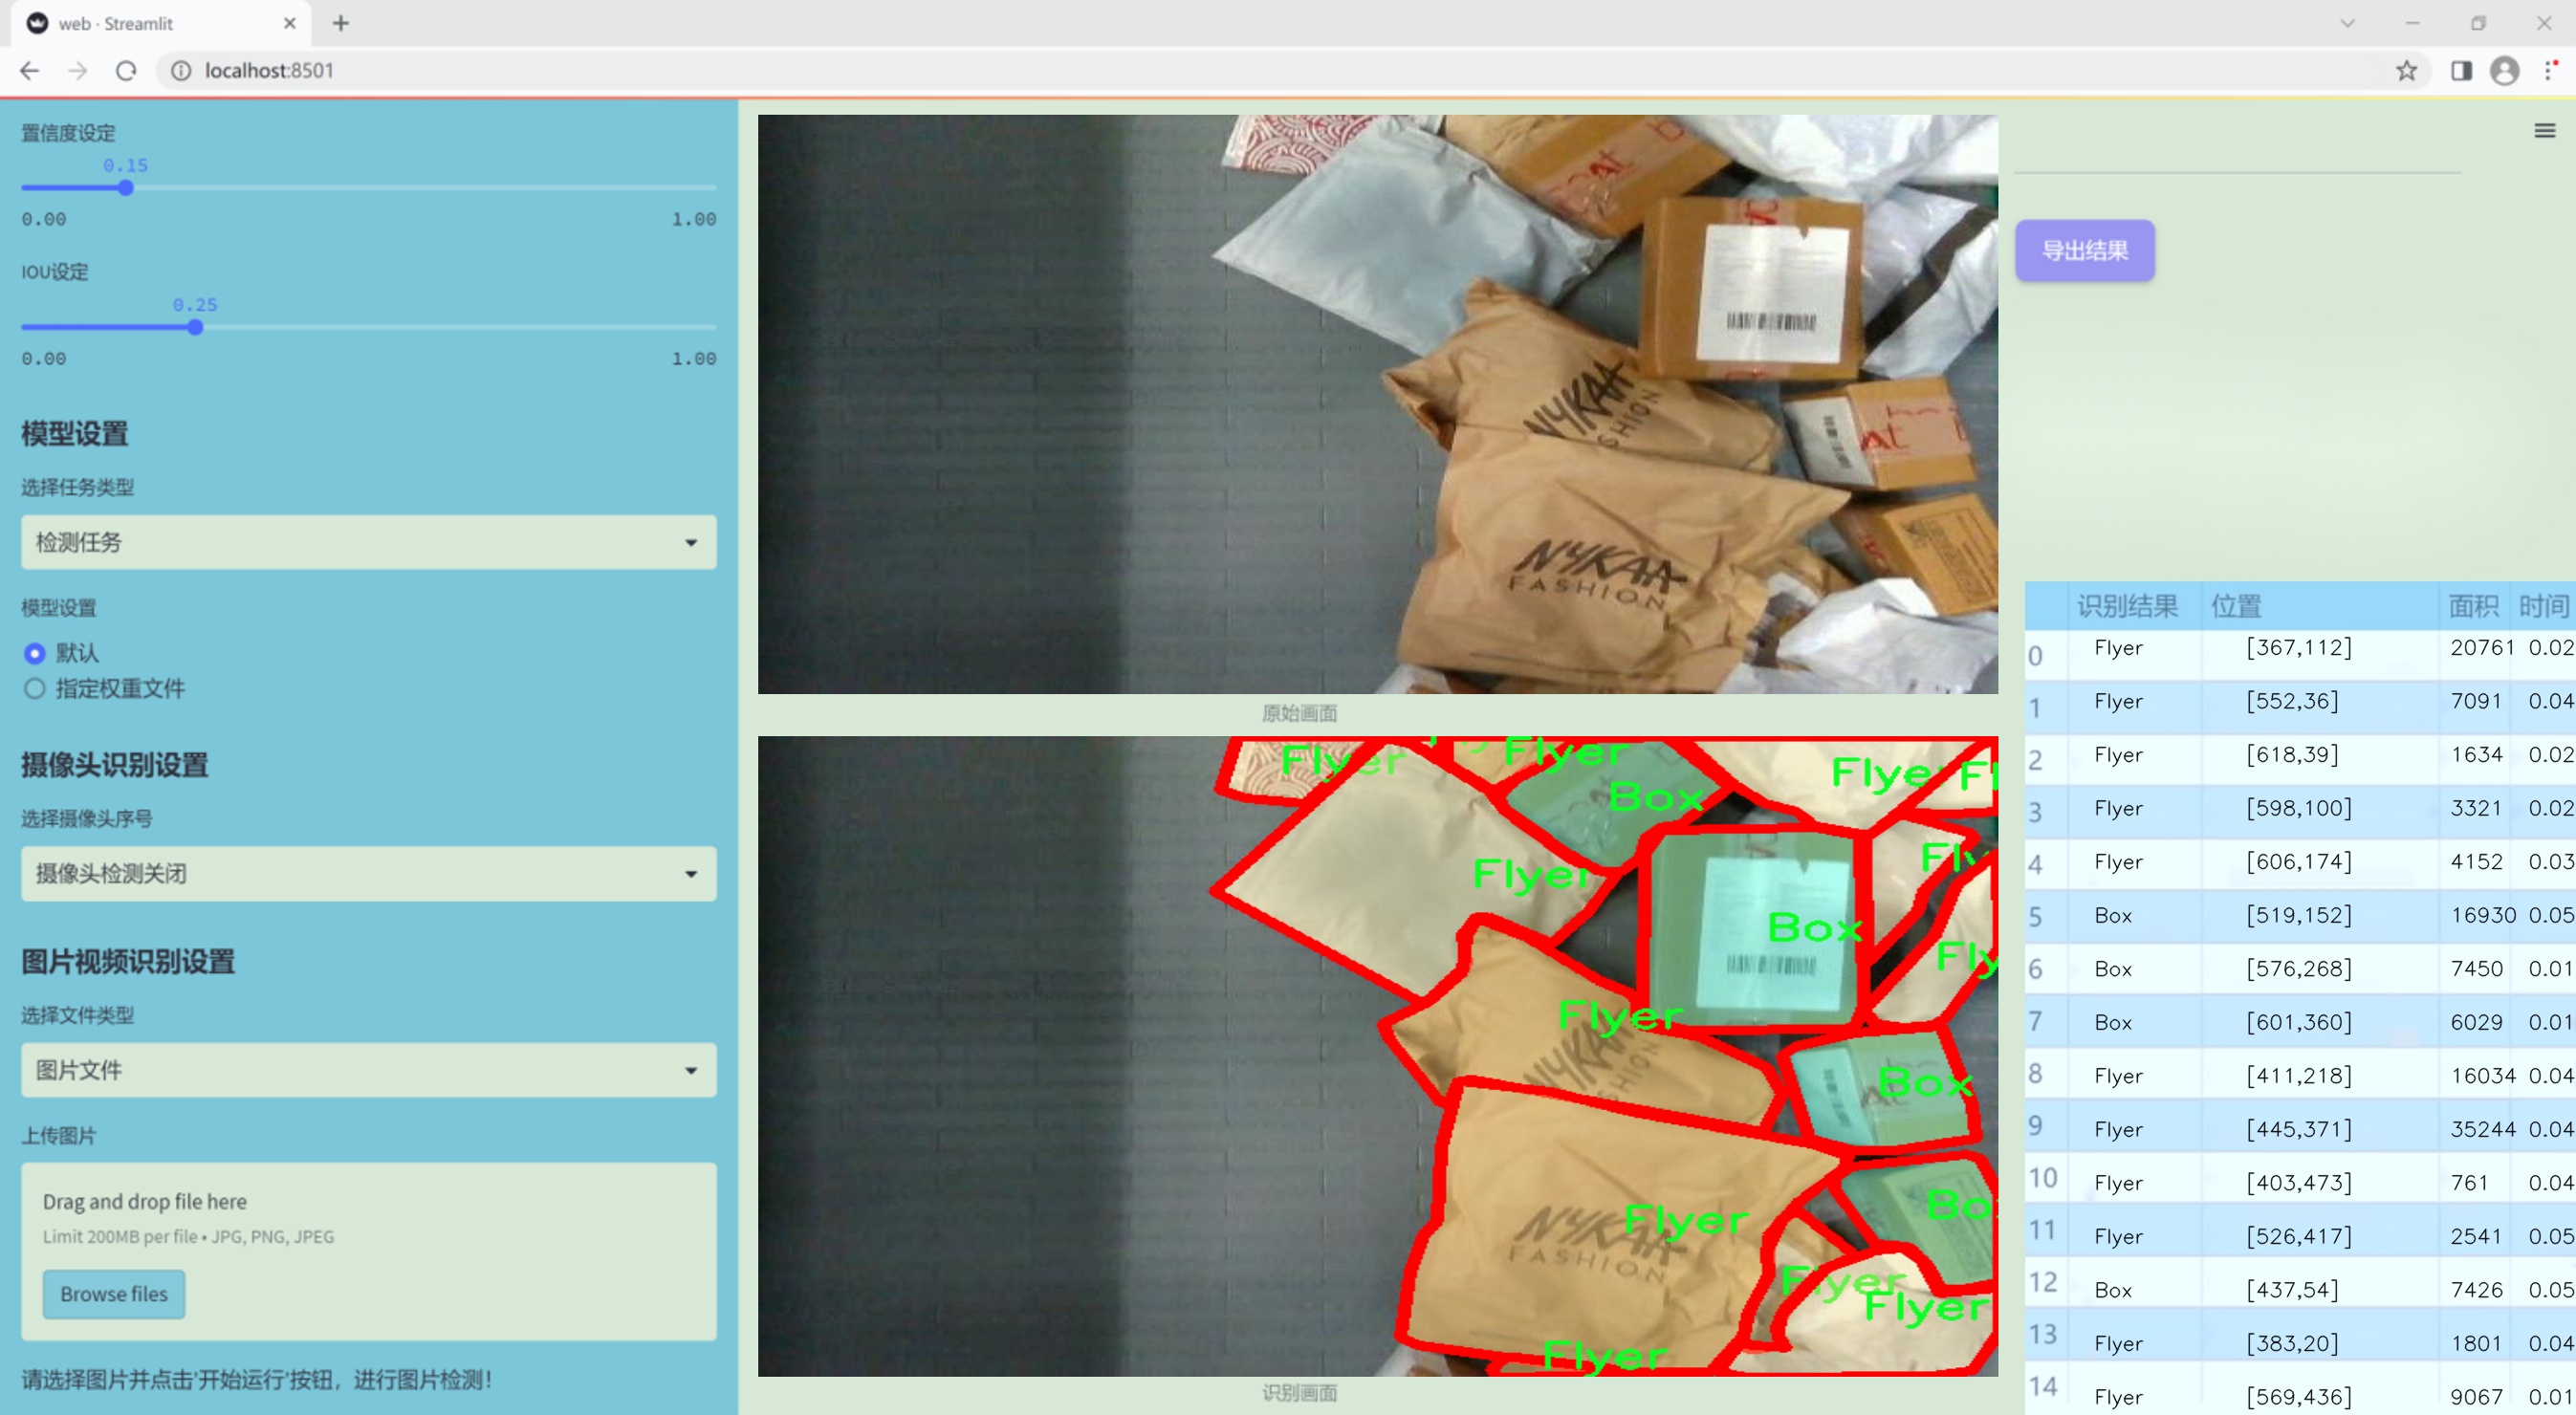 web · Streamlit
localhost:8501
置信度设定
0.15
0.00 1.00
IOU设定
0.25
0.00 1.00
模型设置
选择任务类型
检测任务
模型设置
默认
指定权重文件
摄像头识别设置
选择摄像头序号
摄像头检测关闭
图片视频识别设置
选择文件类型
图片文件
上传图片
Drag and drop file here
Limit 200MB per file • JPG, PNG, JPEG
Browse files
请选择图片并点击'开始运行'按钮，进行图片检测!
NYKAA
SHION
At
NYKAA
FASHION
原始画面
Flyer
Flyer
Box
Flyer
Box
Flyer
Box
NYKAA
SHION
Flyer
NYKAA
FASHION
Flyer
Flyer
Flyer
识别画面
导出结果
识别结果 位置 面积 时间
0 Flyer [367,112] 20761 0.02
1 Flyer [552,36] 7091 0.04
2 Flyer [618,39] 1634 0.02
3 Flyer [598,100] 3321 0.02
4 Flyer [606,174] 4152 0.03
5 Box [519,152] 16930 0.05
6 Box [576,268] 7450 0.01
7 Box [601,360] 6029 0.01
8 Flyer [411,218] 16034 0.04
9 Flyer [445,371] 35244 0.04
10 Flyer [403,473] 761 0.04
11 Flyer [526,417] 2541 0.05
12 Box [437,54] 7426 0.05
13 Flyer [383,20] 1801 0.04
14 Flyer [569,436] 9067 0.01